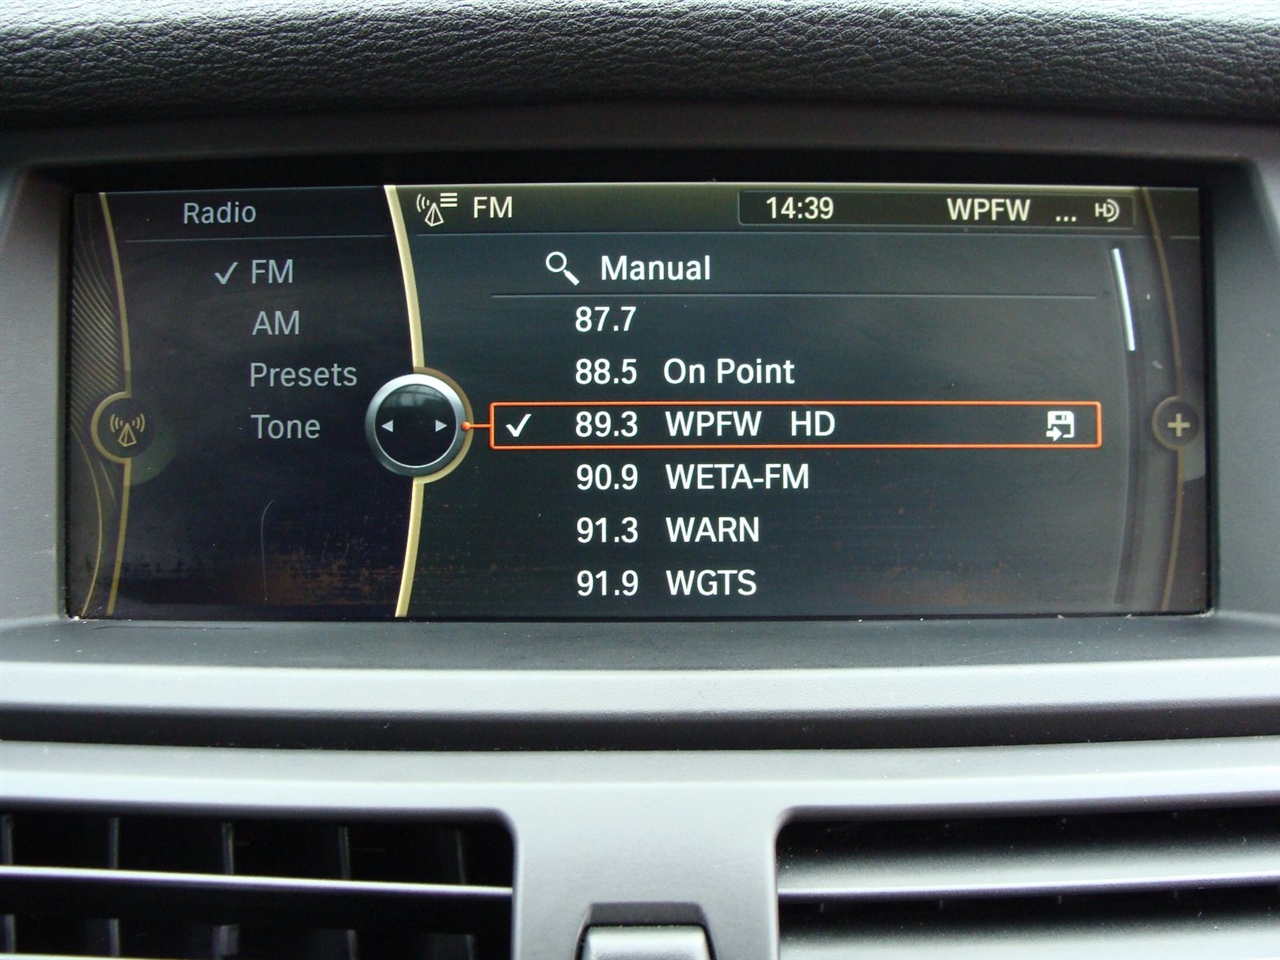 Radio
FM
AM
Presets
Tone
FM 14:39 WPFW ... HD
Manual
87.7
88.5 On Point
89.3 WPFW HD
90.9 WETA-FM
91.3 WARN
91.9 WGTS